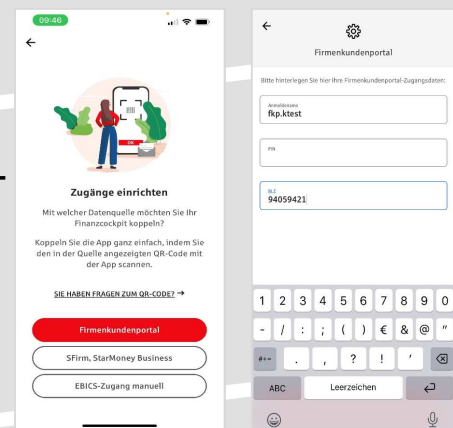 09:46
Zugänge einrichten
Mit welcher Datenquelle möchten Sie Ihr
Finanzcockpit koppeln?
Koppeln Sie die App ganz einfach, indem Sie
den in der Quelle angezeigten QR-Code mit
der App scannen.
SIE HABEN FRAGEN ZUM QR-CODE? →
Firmenkundenportal
SFirm, StarMoney Business
EBICS-Zugang manuell
Firmenkundenportal
Bitte hinterlegen Sie hier Ihre Firmenkundenportal-Zugangsdaten:
Anmeldename
fkp.ktest
PIN
BLZ
94059421
1 2 3 4 5 6 7 8 9 0
- / : ; ( ) € & @ "
#+= . , ? ! '
ABC Leerzeichen